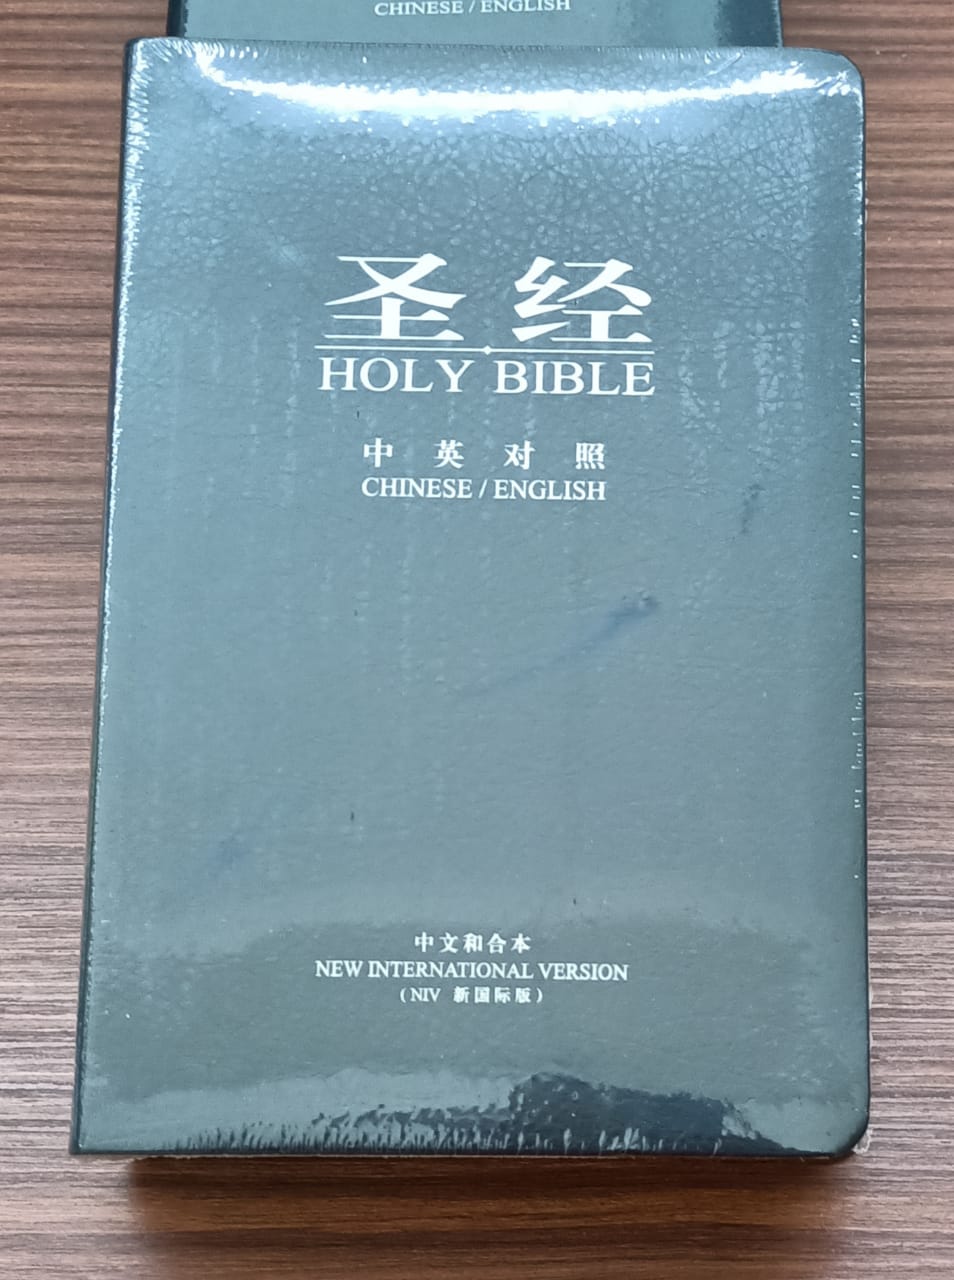 CHINESE / ENGLISH
圣经
HOLY BIBLE
中英对照
CHINESE / ENGLISH
中文和合本
NEW INTERNATIONAL VERSION
(NIV 新国际版)